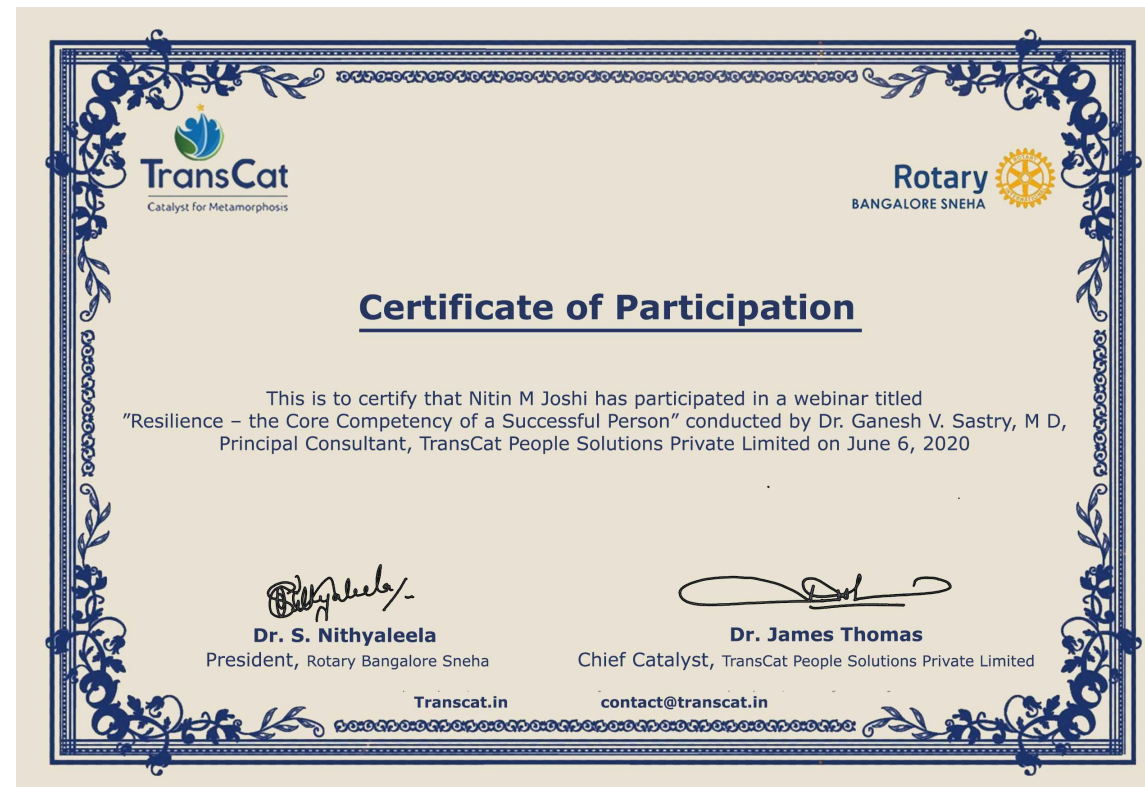 TransCat
Catalyst for Metamorphosis
Rotary
BANGALORE SNEHA
Certificate of Participation
This is to certify that Nitin M Joshi has participated in a webinar titled
”Resilience – the Core Competency of a Successful Person” conducted by Dr. Ganesh V. Sastry, M D,
Principal Consultant, TransCat People Solutions Private Limited on June 6, 2020
Dr. S. Nithyaleela
President, Rotary Bangalore Sneha
Dr. James Thomas
Chief Catalyst, TransCat People Solutions Private Limited
Transcat.in
contact@transcat.in